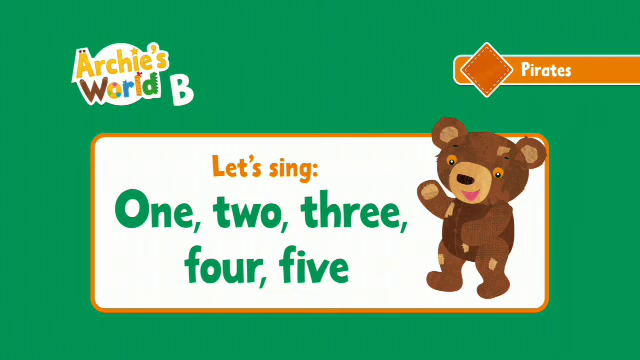 Archie's
World B
Pirates
Let's sing:
One, two, three,
four, five